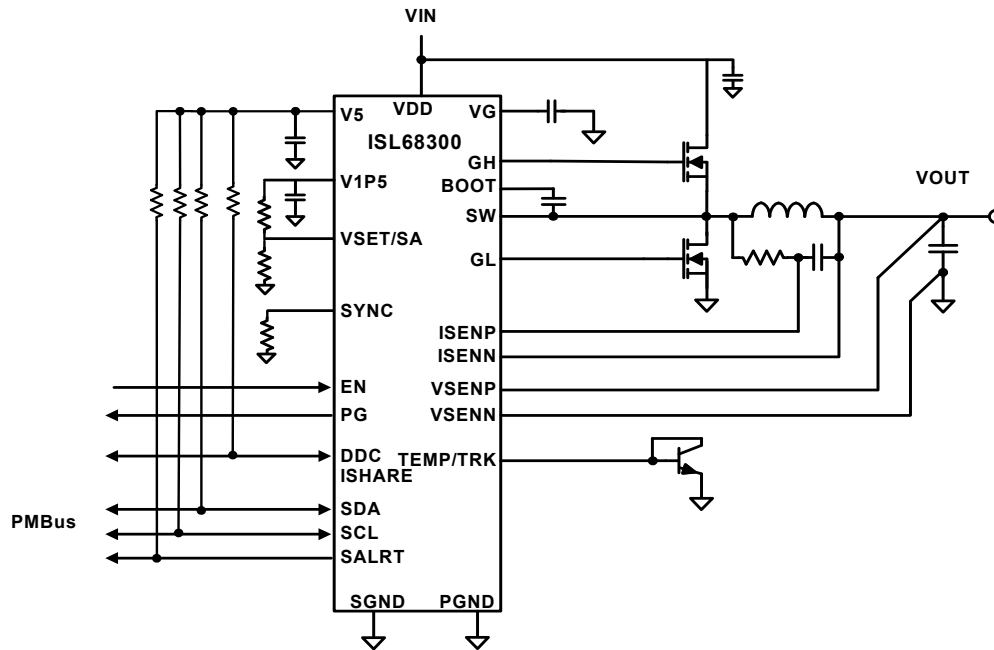 VIN
V5
VDD
VG
ISL68300
GH
V1P5
BOOT
VOUT
SW
VSET/SA
GL
SYNC
ISENP
ISENN
EN
VSENP
PG
VSENN
DDC
TEMP/TRK
ISHARE
SDA
PMBus
SCL
SALRT
SGND
PGND